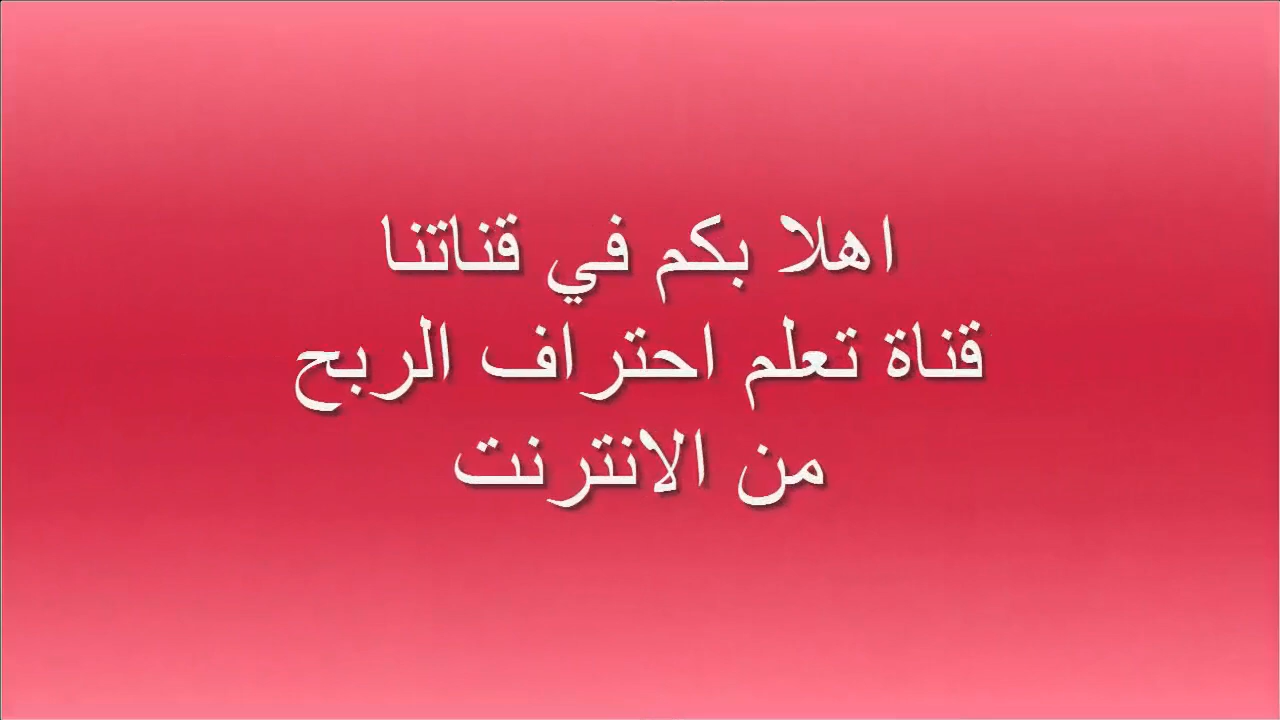 اهلا بكم في قناتنا
قناة تعلم احتراف الربح
من الانترنت